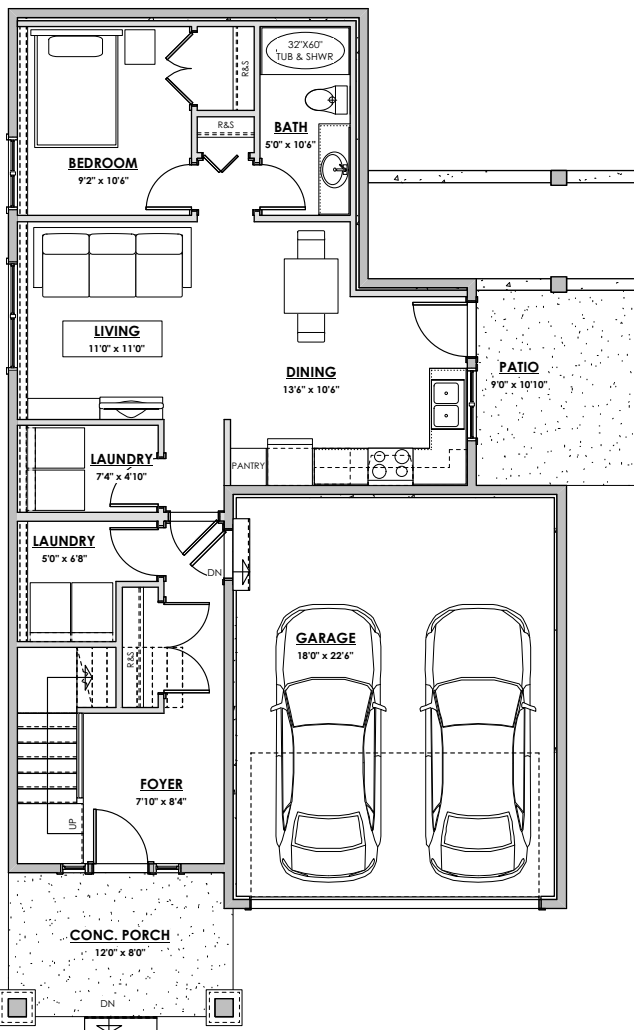 32"X60"
TUB & SHWR
R&S
R&S
BATH
5'0" x 10'6"
BEDROOM
9'2" x 10'6"
LIVING
11'0" x 11'0"
DINING
13'6" x 10'6"
PATIO
9'0" x 10'10"
LAUNDRY
7'4" x 4'10"
PANTRY
LAUNDRY
5'0" x 6'8"
DN
GARAGE
18'0" x 22'6"
R&S
FOYER
7'10" x 8'4"
UP
CONC. PORCH
12'0" x 8'0"
DN